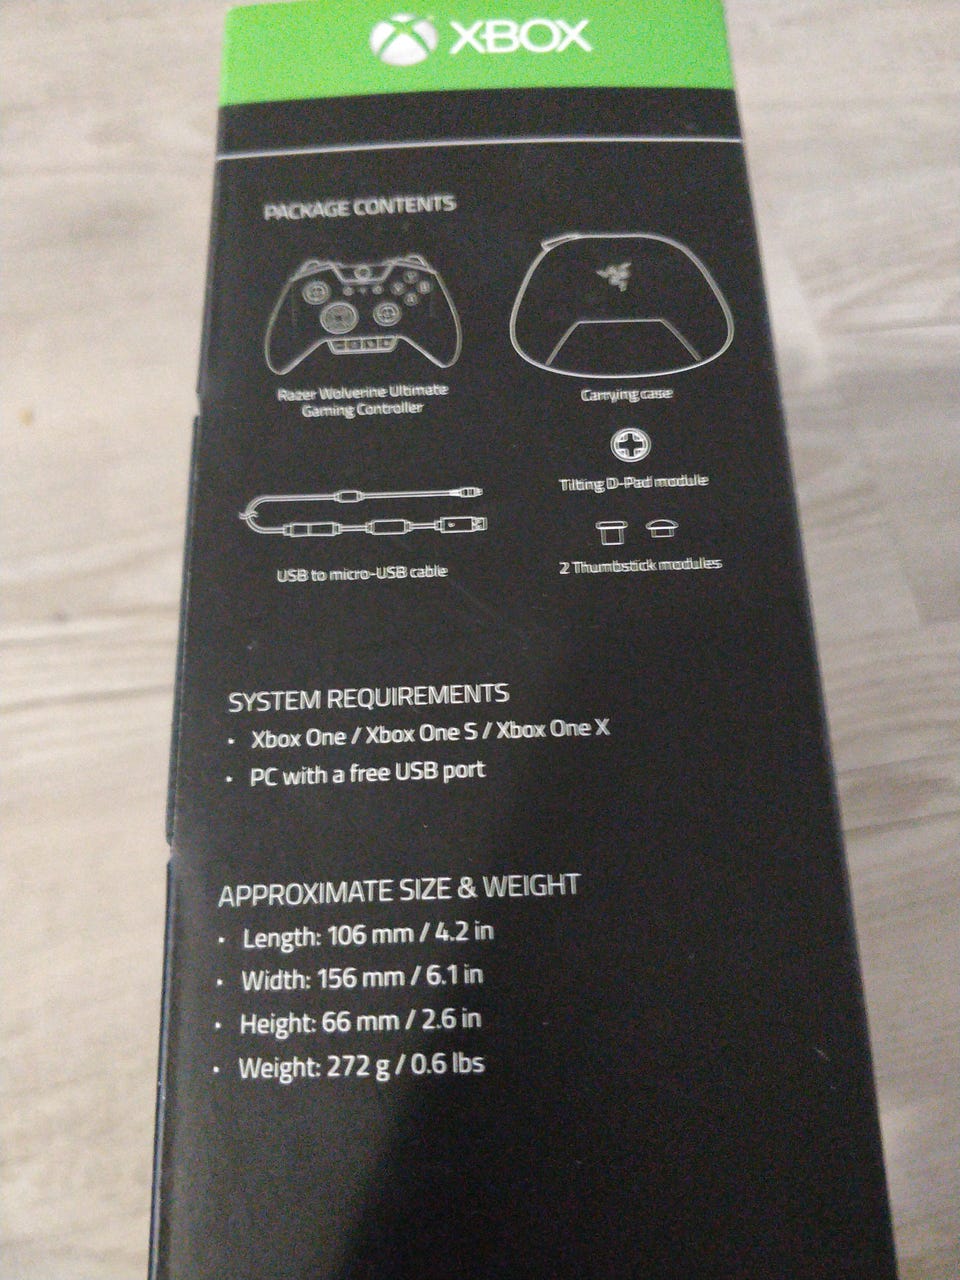 XBOX
PACKAGE CONTENTS
Razer Wolverine Ultimate
Gaming Controller
Carrying case
Tilting D-Pad module
USB to micro-USB cable
2 Thumbstick modules
SYSTEM REQUIREMENTS
· Xbox One / Xbox One S / Xbox One X
· PC with a free USB port
APPROXIMATE SIZE & WEIGHT
· Length: 106 mm / 4.2 in
· Width: 156 mm / 6.1 in
· Height: 66 mm / 2.6 in
· Weight: 272 g / 0.6 lbs